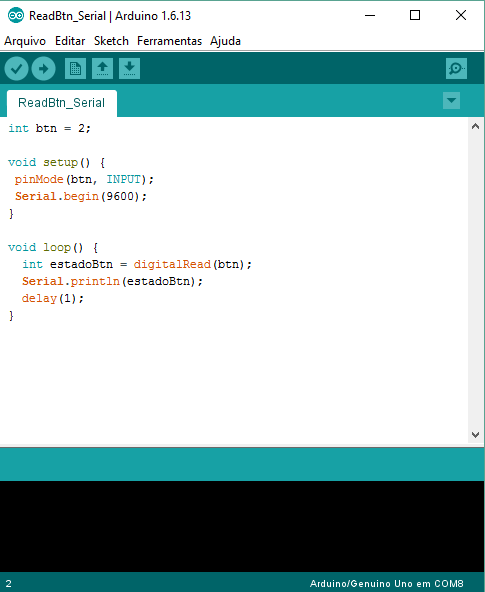 ReadBtn_Serial | Arduino 1.6.13
Arquivo Editar Sketch Ferramentas Ajuda
ReadBtn_Serial
int btn = 2;
void setup() {
 pinMode(btn, INPUT);
 Serial.begin(9600);
}
void loop() {
  int estadoBtn = digitalRead(btn);
  Serial.println(estadoBtn);
  delay(1);
}
2 Arduino/Genuino Uno em COM8